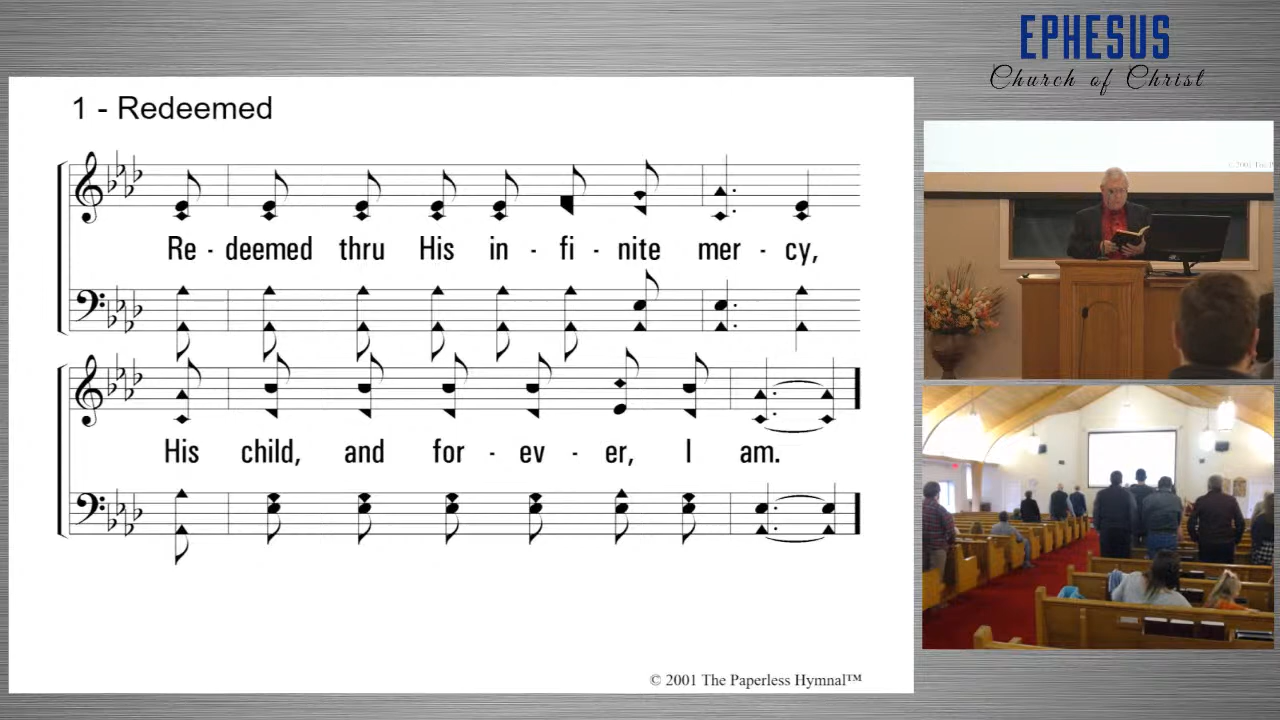 EPHESUS
Church of Christ
1 - Redeemed
Re - deemed thru His in - fi - nite mer - cy,
His child, and for - ev - er, I am.
© 2001 The Paperless Hymnal™